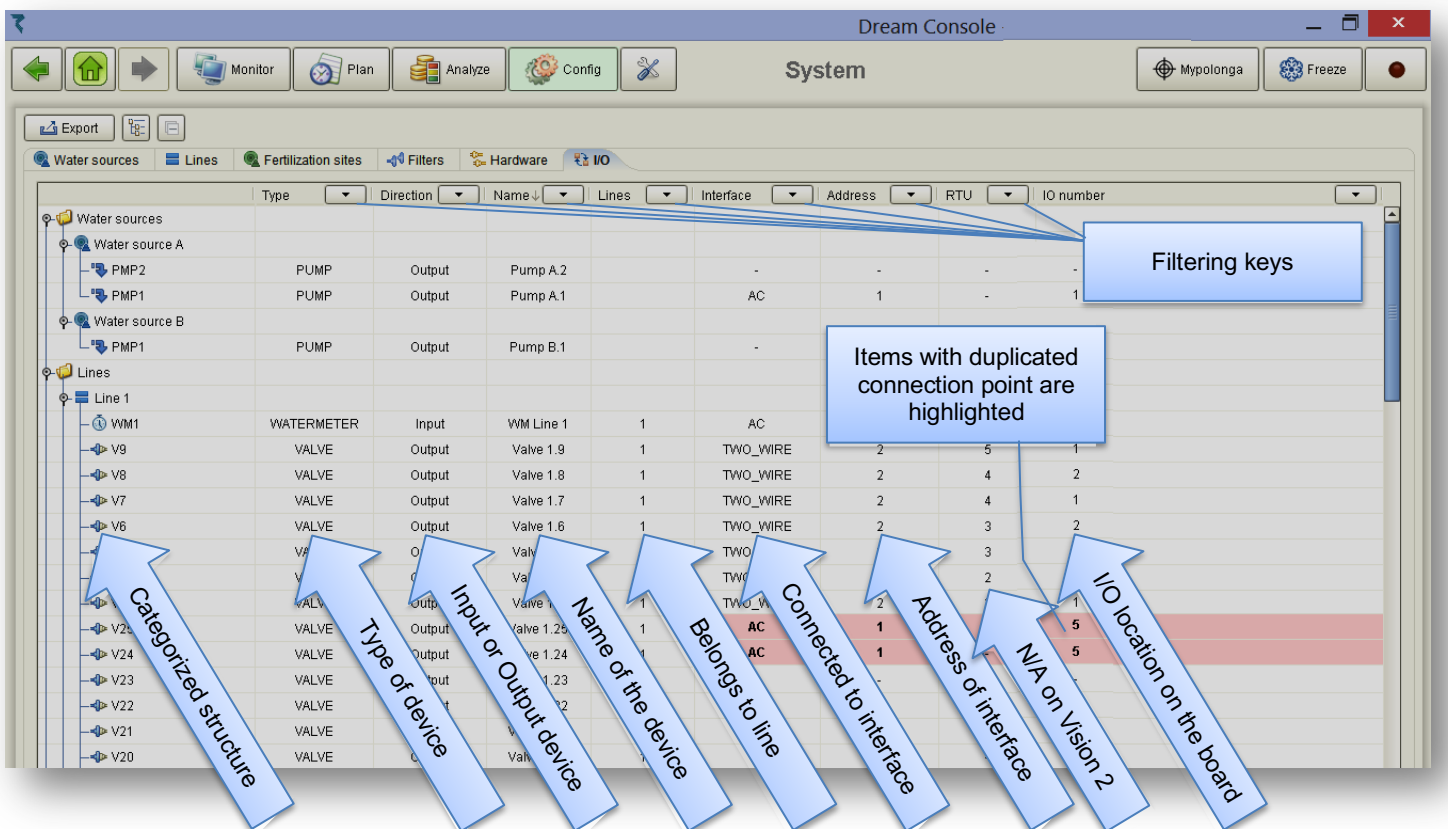 Dream Console
Monitor Plan Analyze Config System Mypolonga Freeze
Export
Water sources Lines Fertilization sites Filters Hardware I/O
Type Direction Name Lines Interface Address RTU IO number
Water sources
Water source A
PMP2 PUMP Output Pump A.2 - - - -
PMP1 PUMP Output Pump A.1 AC 1 - 1
Filtering keys
Water source B
PMP1 PUMP Output Pump B.1 -
Lines
Line 1
Items with duplicated
connection point are
highlighted
WM1 WATERMETER Input WM Line 1 1 AC
V9 VALVE Output Valve 1.9 1 TWO_WIRE 2 5 1
V8 VALVE Output Valve 1.8 1 TWO_WIRE 2 4 2
V7 VALVE Output Valve 1.7 1 TWO_WIRE 2 4 1
V6 VALVE Output Valve 1.6 1 TWO_WIRE 2 3 2
3
2
2 1
V25 VALVE Output Valve 1.25 AC 1 5
V24 VALVE Output 1.24 AC 1 5
V23 VALVE 1.23
V22 VALVE
V21 VALVE
V20 VALVE
Categorized structure
Type of device
Input or Output device
Name of the device
Belongs to line
Connected to interface
Address of interface
N/A on Vision 2
I/O location on the board